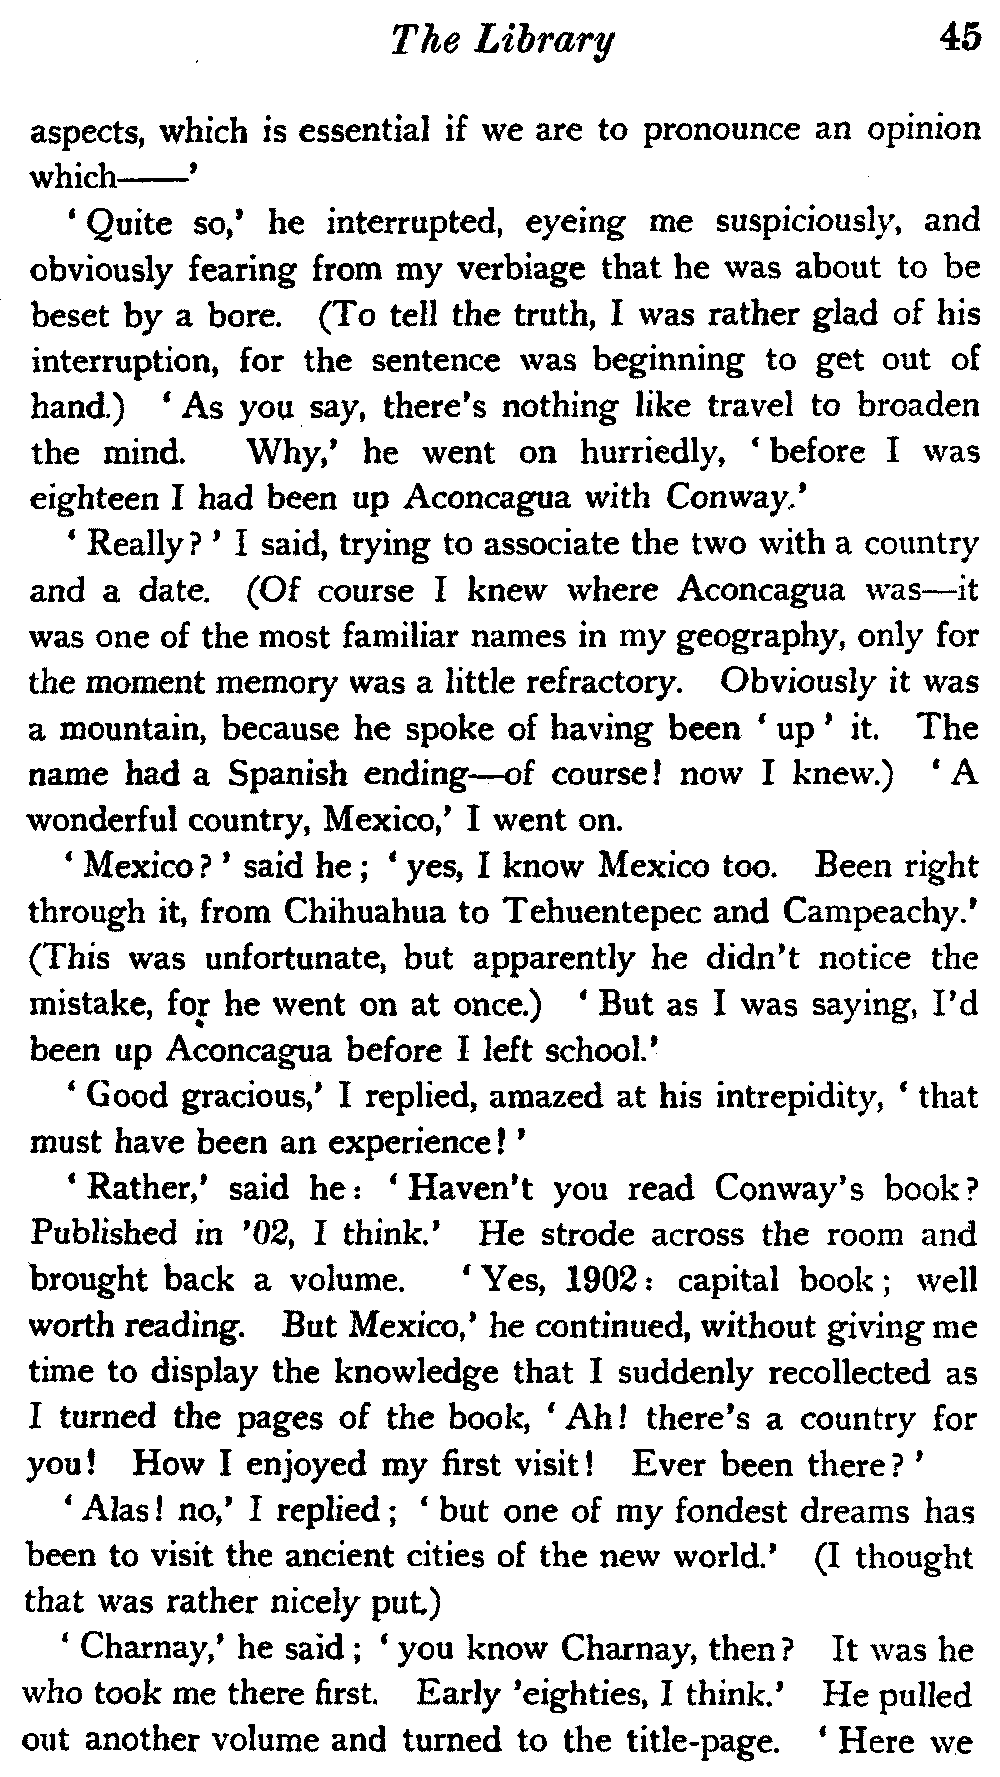 The Library 45
aspects, which is essential if we are to pronounce an opinion
which——’
‘ Quite so,’ he interrupted, eyeing me suspiciously, and
obviously fearing from my verbiage that he was about to be
beset by a bore. (To tell the truth, I was rather glad of his
interruption, for the sentence was beginning to get out of
hand.) ‘ As you say, there's nothing like travel to broaden
the mind. Why,’ he went on hurriedly, ‘ before I was
eighteen I had been up Aconcagua with Conway.’
‘ Really? ’ I said, trying to associate the two with a country
and a date. (Of course I knew where Aconcagua was—it
was one of the most familiar names in my geography, only for
the moment memory was a little refractory. Obviously it was
a mountain, because he spoke of having been ‘ up ’ it. The
name had a Spanish ending—of course! now I knew.) ‘ A
wonderful country, Mexico,’ I went on.
‘ Mexico? ’ said he ; ‘ yes, I know Mexico too. Been right
through it, from Chihuahua to Tehuentepec and Campeachy.’
(This was unfortunate, but apparently he didn't notice the
mistake, for he went on at once.) ‘ But as I was saying, I'd
been up Aconcagua before I left school.’
‘ Good gracious,’ I replied, amazed at his intrepidity, ‘ that
must have been an experience! ’
‘ Rather,’ said he: ‘ Haven't you read Conway's book?
Published in ’02, I think.’ He strode across the room and
brought back a volume. ‘ Yes, 1902: capital book ; well
worth reading. But Mexico,’ he continued, without giving me
time to display the knowledge that I suddenly recollected as
I turned the pages of the book, ‘ Ah! there's a country for
you! How I enjoyed my first visit! Ever been there? ’
‘ Alas! no,’ I replied ; ‘ but one of my fondest dreams has
been to visit the ancient cities of the new world.’ (I thought
that was rather nicely put.)
‘ Charnay,’ he said ; ‘ you know Charnay, then? It was he
who took me there first. Early ’eighties, I think.’ He pulled
out another volume and turned to the title-page. ‘ Here we